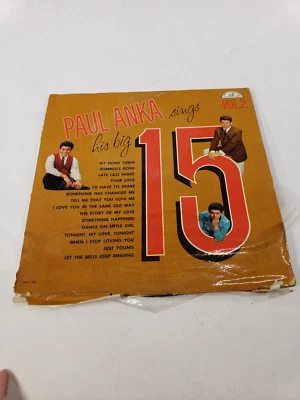 PAUL ANKA sings
VOL.2
his big
15
MY HOME TOWN
SUMMER'S GONE
LATE LAST NIGHT
YOUR LOVE
I'D HAVE TO SHARE
SOMETHING HAS CHANGED ME
TELL ME THAT YOU LOVE ME
I LOVE YOU IN THE SAME OLD WAY
THE STORY OF MY LOVE
SOMETHING HAPPENED
DANCE ON LITTLE GIRL
TONIGHT, MY LOVE, TONIGHT
WHEN I STOP LOVING YOU
JUST YOUNG
LET THE BELLS KEEP RINGING